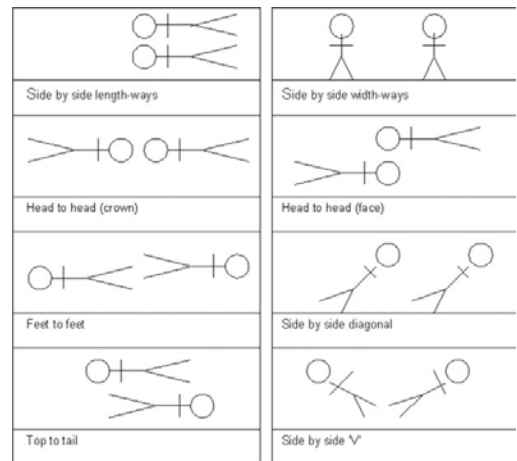 Side by side length-ways
Side by side width-ways
Head to head (crown)
Head to head (face)
Feet to feet
Side by side diagonal
Top to tail
Side by side 'V'